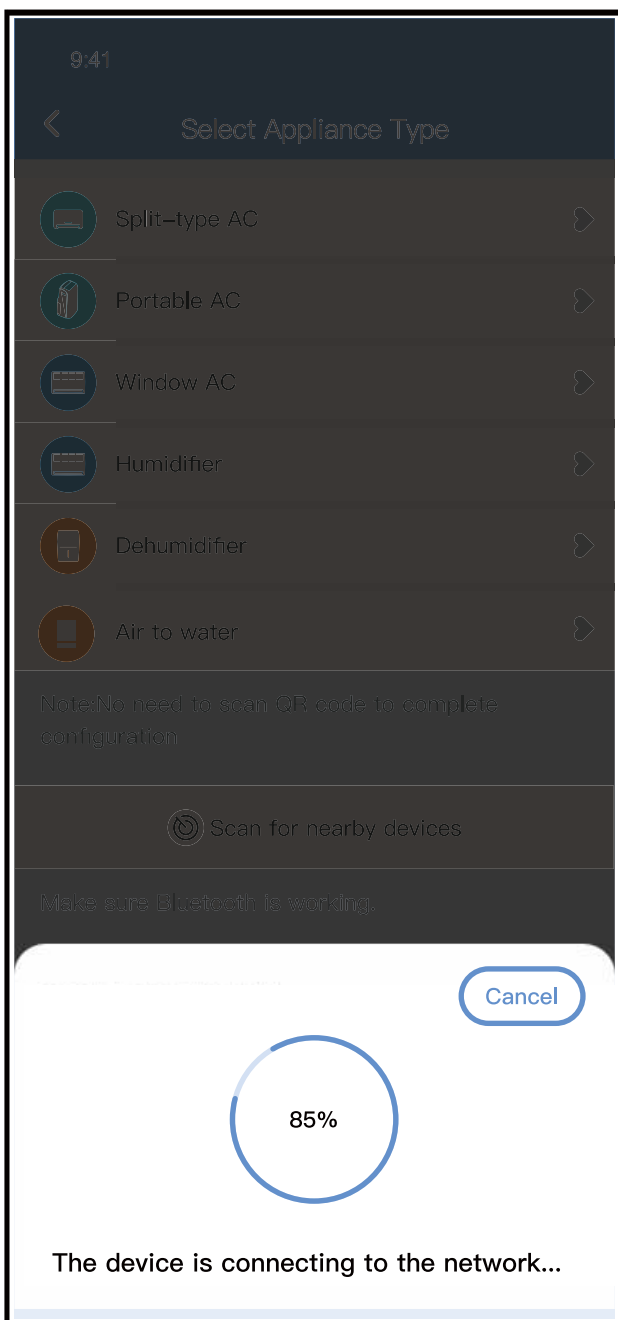 9:41
Select Appliance Type
Split-type AC
Portable AC
Window AC
Humidifier
Dehumidifier
Air to water
Note:No need to scan QR code to complete
configuration
Scan for nearby devices
Make sure Bluetooth is working.
Cancel
85%
The device is connecting to the network...